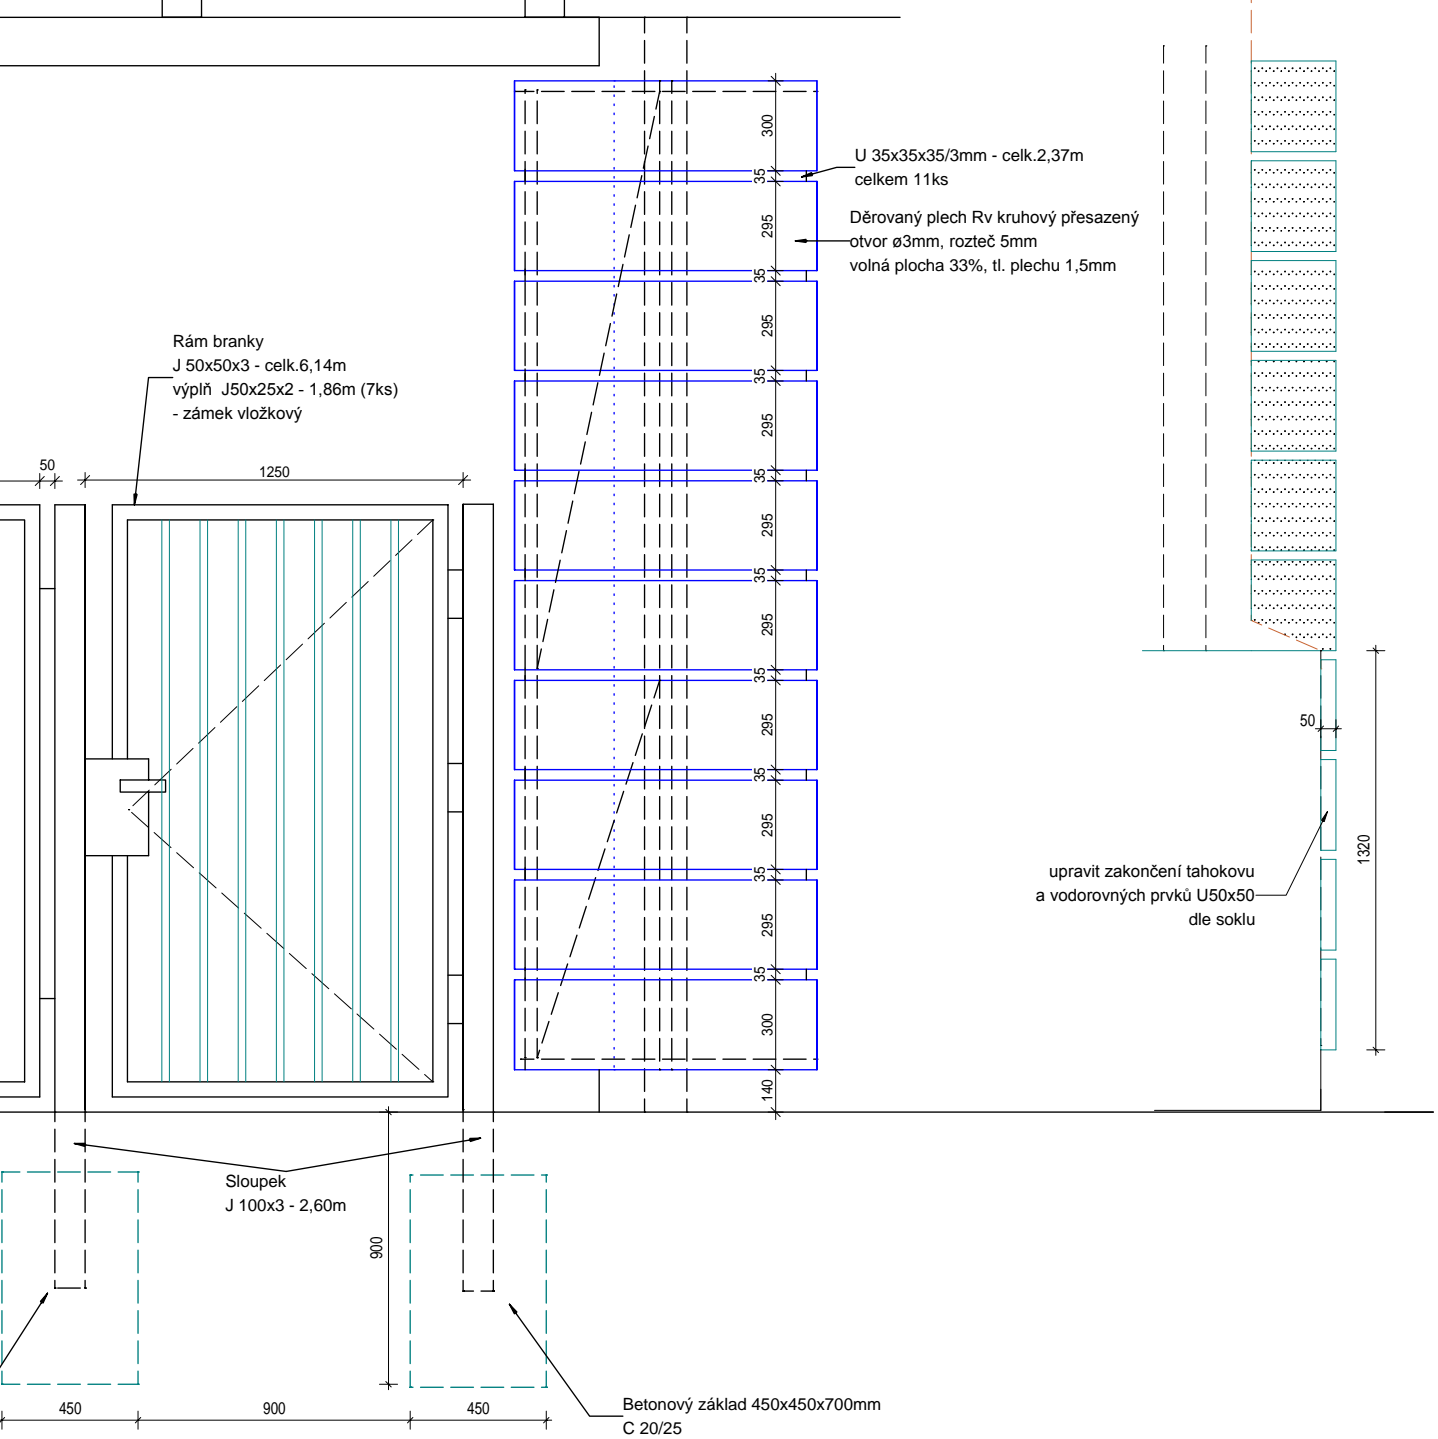 300
35
U 35x35x35/3mm - celk.2,37m
celkem 11ks
295
Děrovaný plech Rv kruhový přesazený
otvor ø3mm, rozteč 5mm
volná plocha 33%, tl. plechu 1,5mm
35
295
35
Rám branky
J 50x50x3 - celk.6,14m
výplň  J50x25x2 - 1,86m (7ks)
- zámek vložkový
295
35
50
1250
295
35
295
35
295
50
35
295
1320
35
upravit zakončení tahokovu
a vodorovných prvků U50x50
dle soklu
295
35
300
140
Sloupek
J 100x3 - 2,60m
900
Betonový základ 450x450x700mm
C 20/25
450
900
450